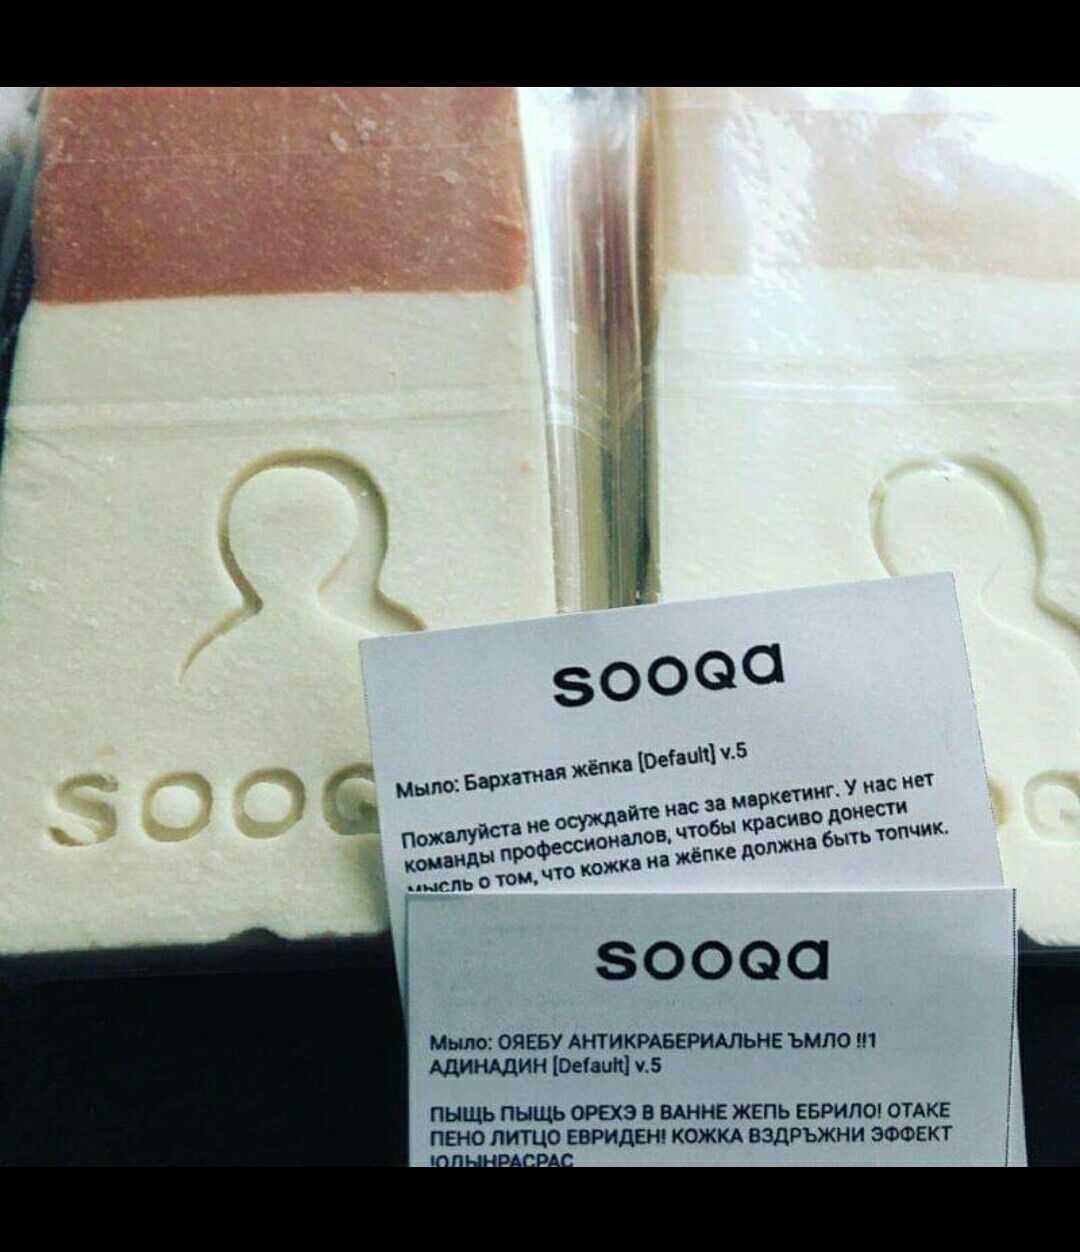 SOOQ
SOOQA
Мыло: Бархатная жёпка [Default] v.5
Пожалуйста не осуждайте нас за маркетинг. У нас нет
команды профессионалов, чтобы красиво донести
мысль о том, что кожка на жёпке должна быть топчик.
SOOQA
Мыло: ОЯЕБУ АНТИКРАБЕРИАЛЬНЕ ЪМЛО !!1
АДИНАДИН [Default] v.5
ПЫЩЬ ПЫЩЬ ОРЕХЭ В ВАННЕ ЖЕПЬ ЕБРИЛО! ОТАКЕ
ПЕНО ЛИТЦО ЕВРИДЕН! КОЖКА ВЗДРЪЖНИ ЭФФЕКТ